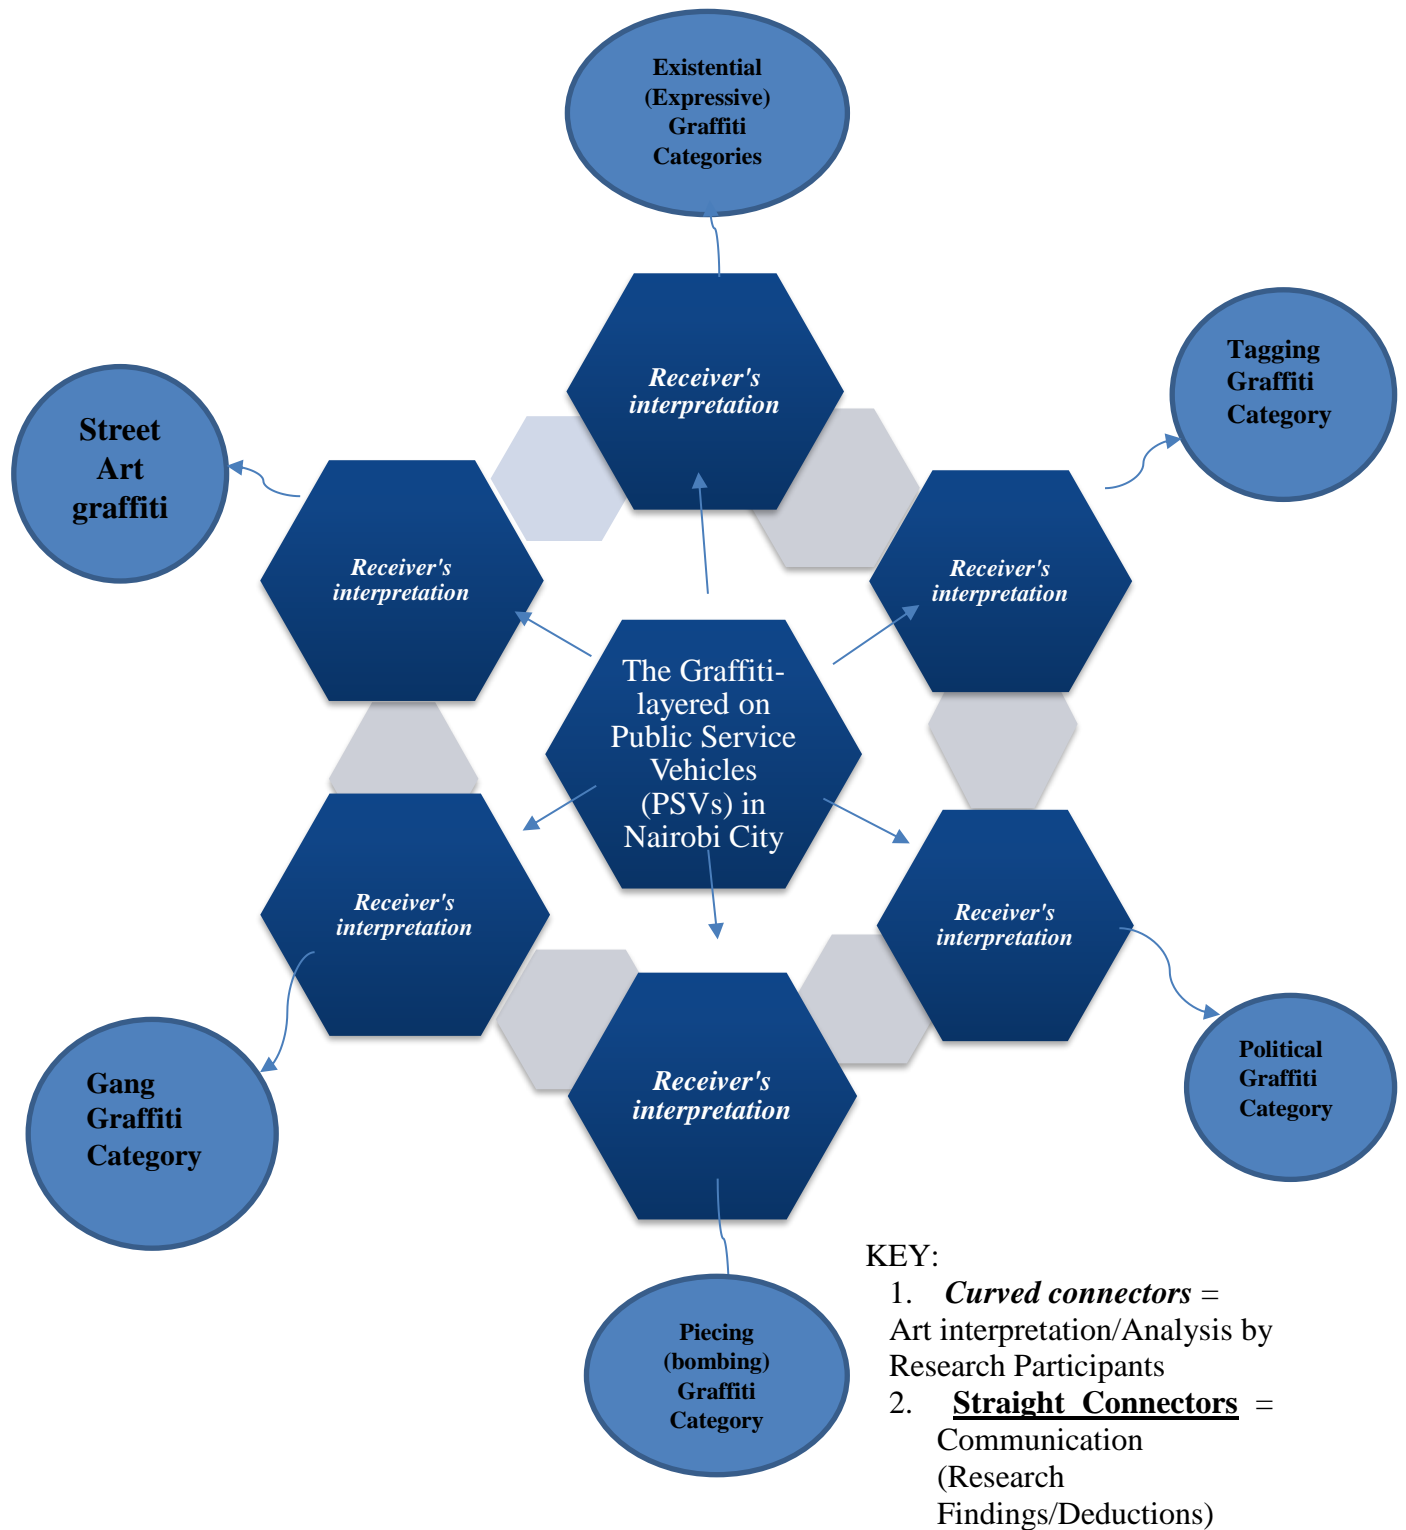 Existential
(Expressive)
Graffiti
Categories
Tagging
Graffiti
Category
Receiver's
interpretation
Street
Art
graffiti
Receiver's
interpretation
Receiver's
interpretation
The Graffiti-
layered on
Public Service
Vehicles
(PSVs) in
Nairobi City
Receiver's
interpretation
Receiver's
interpretation
Political
Graffiti
Category
Gang
Graffiti
Category
Receiver's
interpretation
Piecing
(bombing)
Graffiti
Category
KEY:
1. Curved connectors =
Art interpretation/Analysis by
Research Participants
2. Straight Connectors =
Communication
(Research
Findings/Deductions)